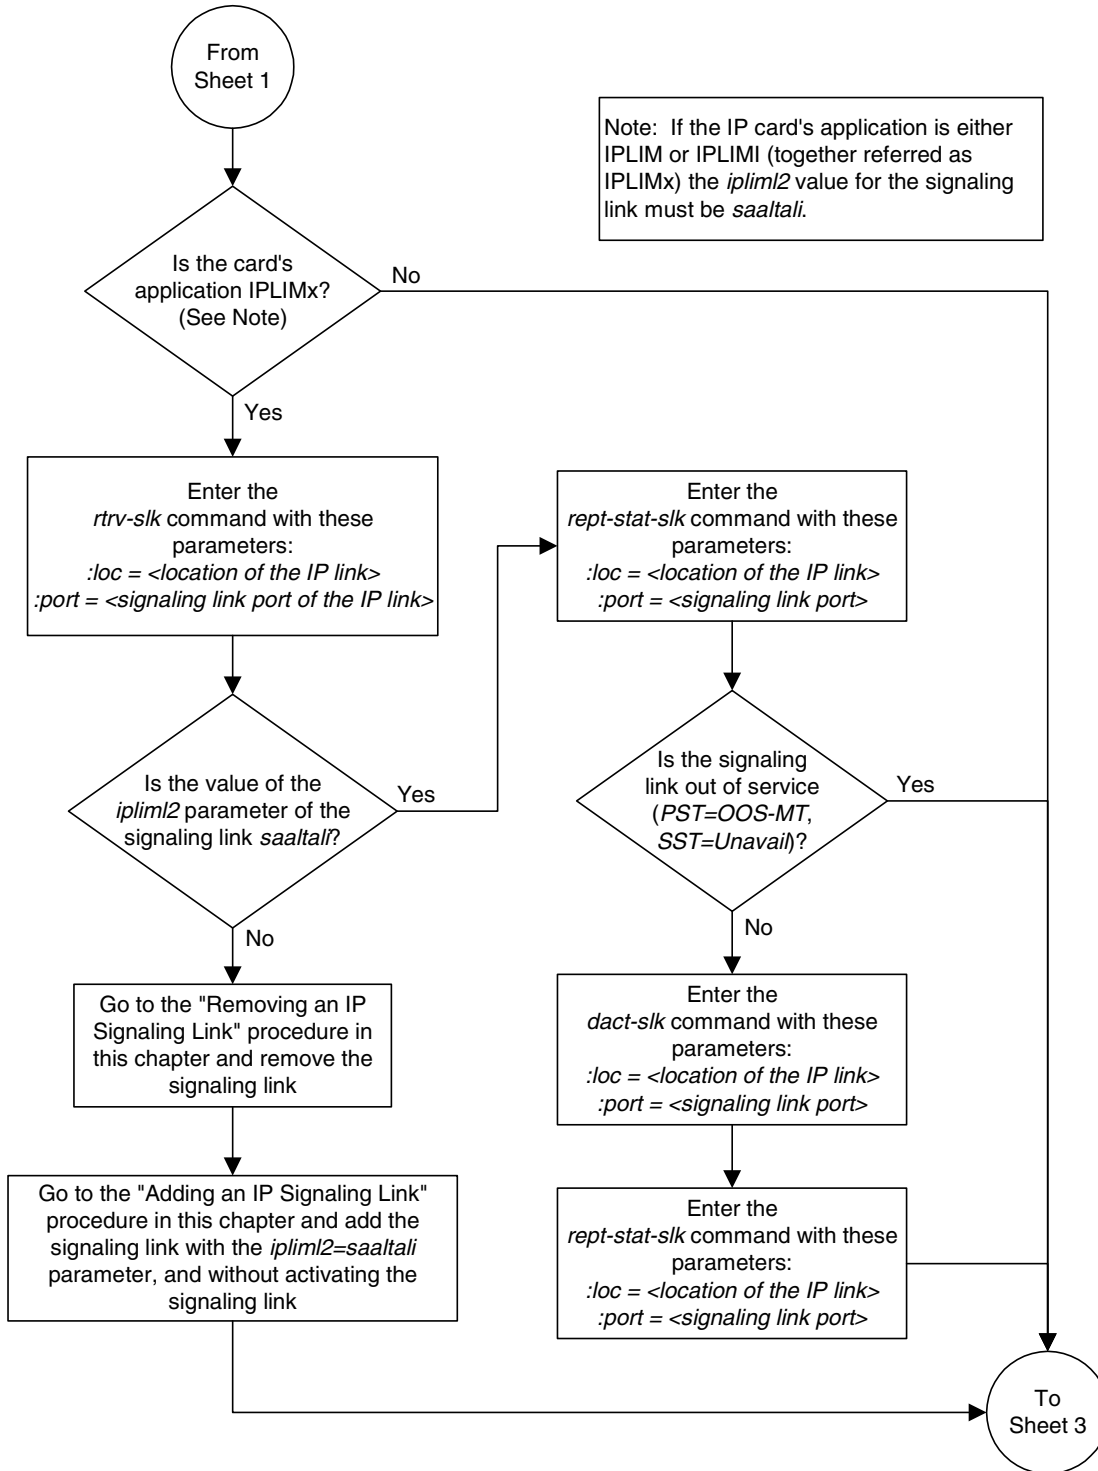 From
Sheet 1
Note:  If the IP card's application is either
IPLIM or IPLIMI (together referred as
IPLIMx) the ipliml2 value for the signaling
link must be saaltali.
Is the card's
application IPLIMx?
(See Note)
No
Yes
Enter the
rtrv-slk command with these
parameters:
:loc = <location of the IP link>
:port = <signaling link port of the IP link>
Is the value of the
ipliml2 parameter of the
signaling link saaltali?
Yes
No
Go to the "Removing an IP
Signaling Link" procedure in
this chapter and remove the
signaling link
Go to the "Adding an IP Signaling Link"
procedure in this chapter and add the
signaling link with the ipliml2=saaltali
parameter, and without activating the
signaling link
Enter the
rept-stat-slk command with these
parameters:
:loc = <location of the IP link>
:port = <signaling link port>
Is the signaling
link out of service
(PST=OOS-MT,
SST=Unavail)?
Yes
No
Enter the
dact-slk command with these
parameters:
:loc = <location of the IP link>
:port = <signaling link port>
Enter the
rept-stat-slk command with these
parameters:
:loc = <location of the IP link>
:port = <signaling link port>
To
Sheet 3